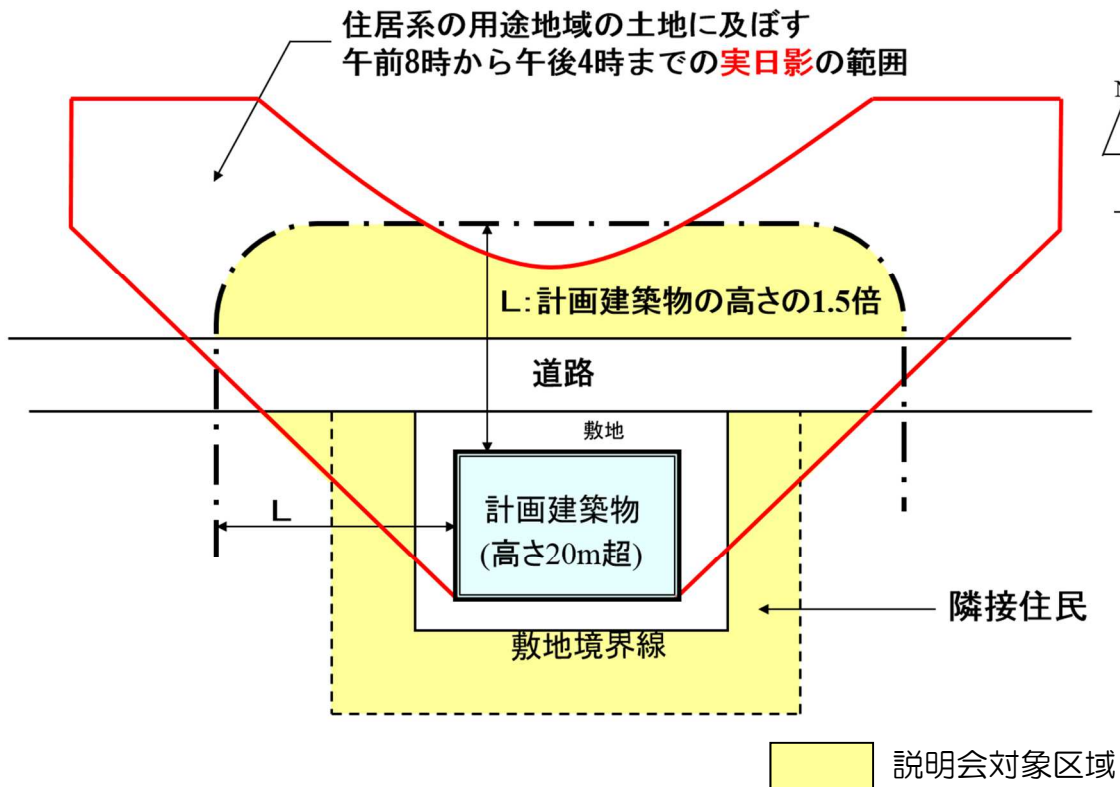 住居系の用途地域の土地に及ぼす
午前8時から午後4時までの実日影の範囲
N
L:計画建築物の高さの1.5倍
道路
敷地
L
計画建築物
(高さ20m超)
隣接住民
敷地境界線
説明会対象区域